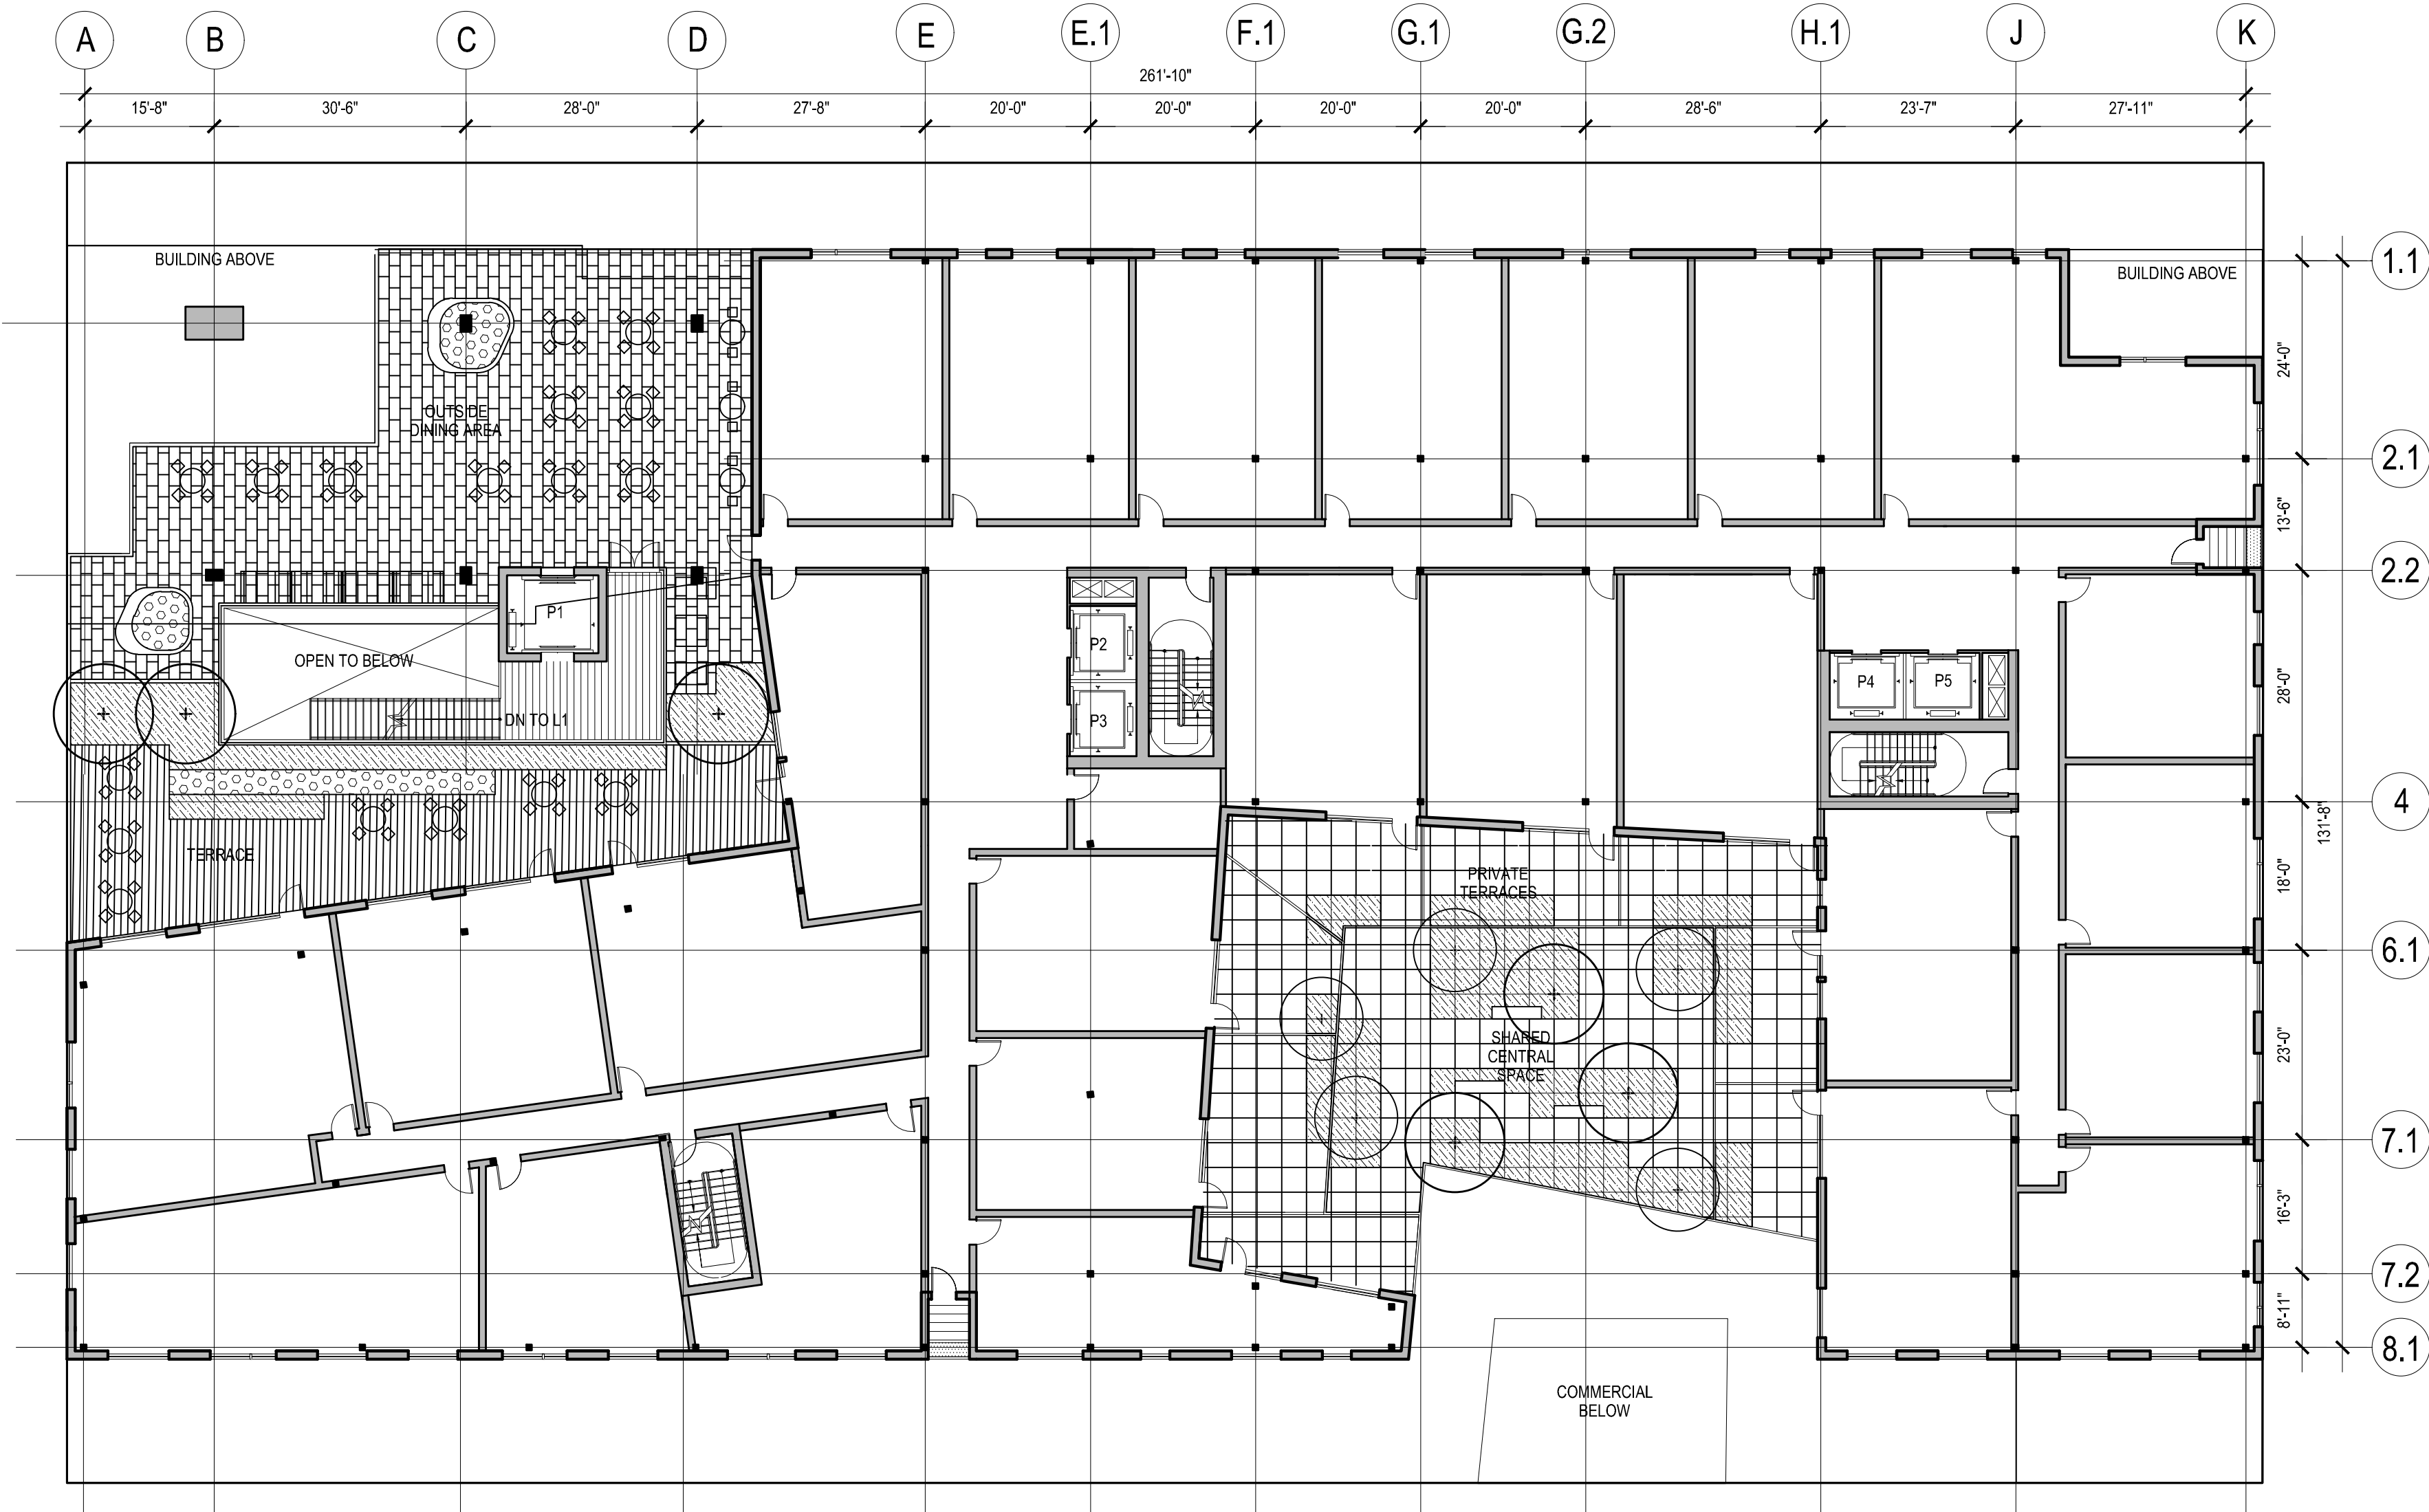 A
B
C
D
E
E.1
F.1
G.1
G.2
H.1
J
K
261'-10"
15'-8"
30'-6"
28'-0"
27'-8"
20'-0"
20'-0"
20'-0"
20'-0"
28'-6"
23'-7"
27'-11"
BUILDING ABOVE
BUILDING ABOVE
1.1
24'-0"
OUTSIDE
DINING AREA
2.1
13'-6"
2.2
P1
P2
OPEN TO BELOW
P4
P5
28'-0"
DN TO L1
P3
4
131'-8"
TERRACE
PRIVATE
TERRACES
18'-0"
6.1
SHARED
CENTRAL
SPACE
23'-0"
7.1
16'-3"
7.2
8'-11"
8.1
COMMERCIAL
BELOW